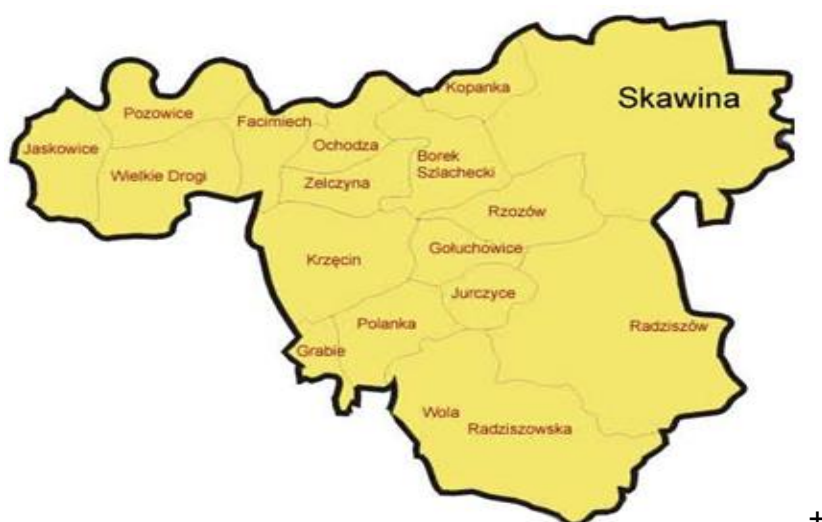 Kopanka
Skawina
Pozowice
Facimiech
Jaskowice
Ochodza
Borek
Szlachecki
Wielkie Drogi
Zelczyna
Rzozów
Gołuchowice
Krzęcin
Jurczyce
Polanka
Radziszów
Grabie
Wola
Radziszowska
+